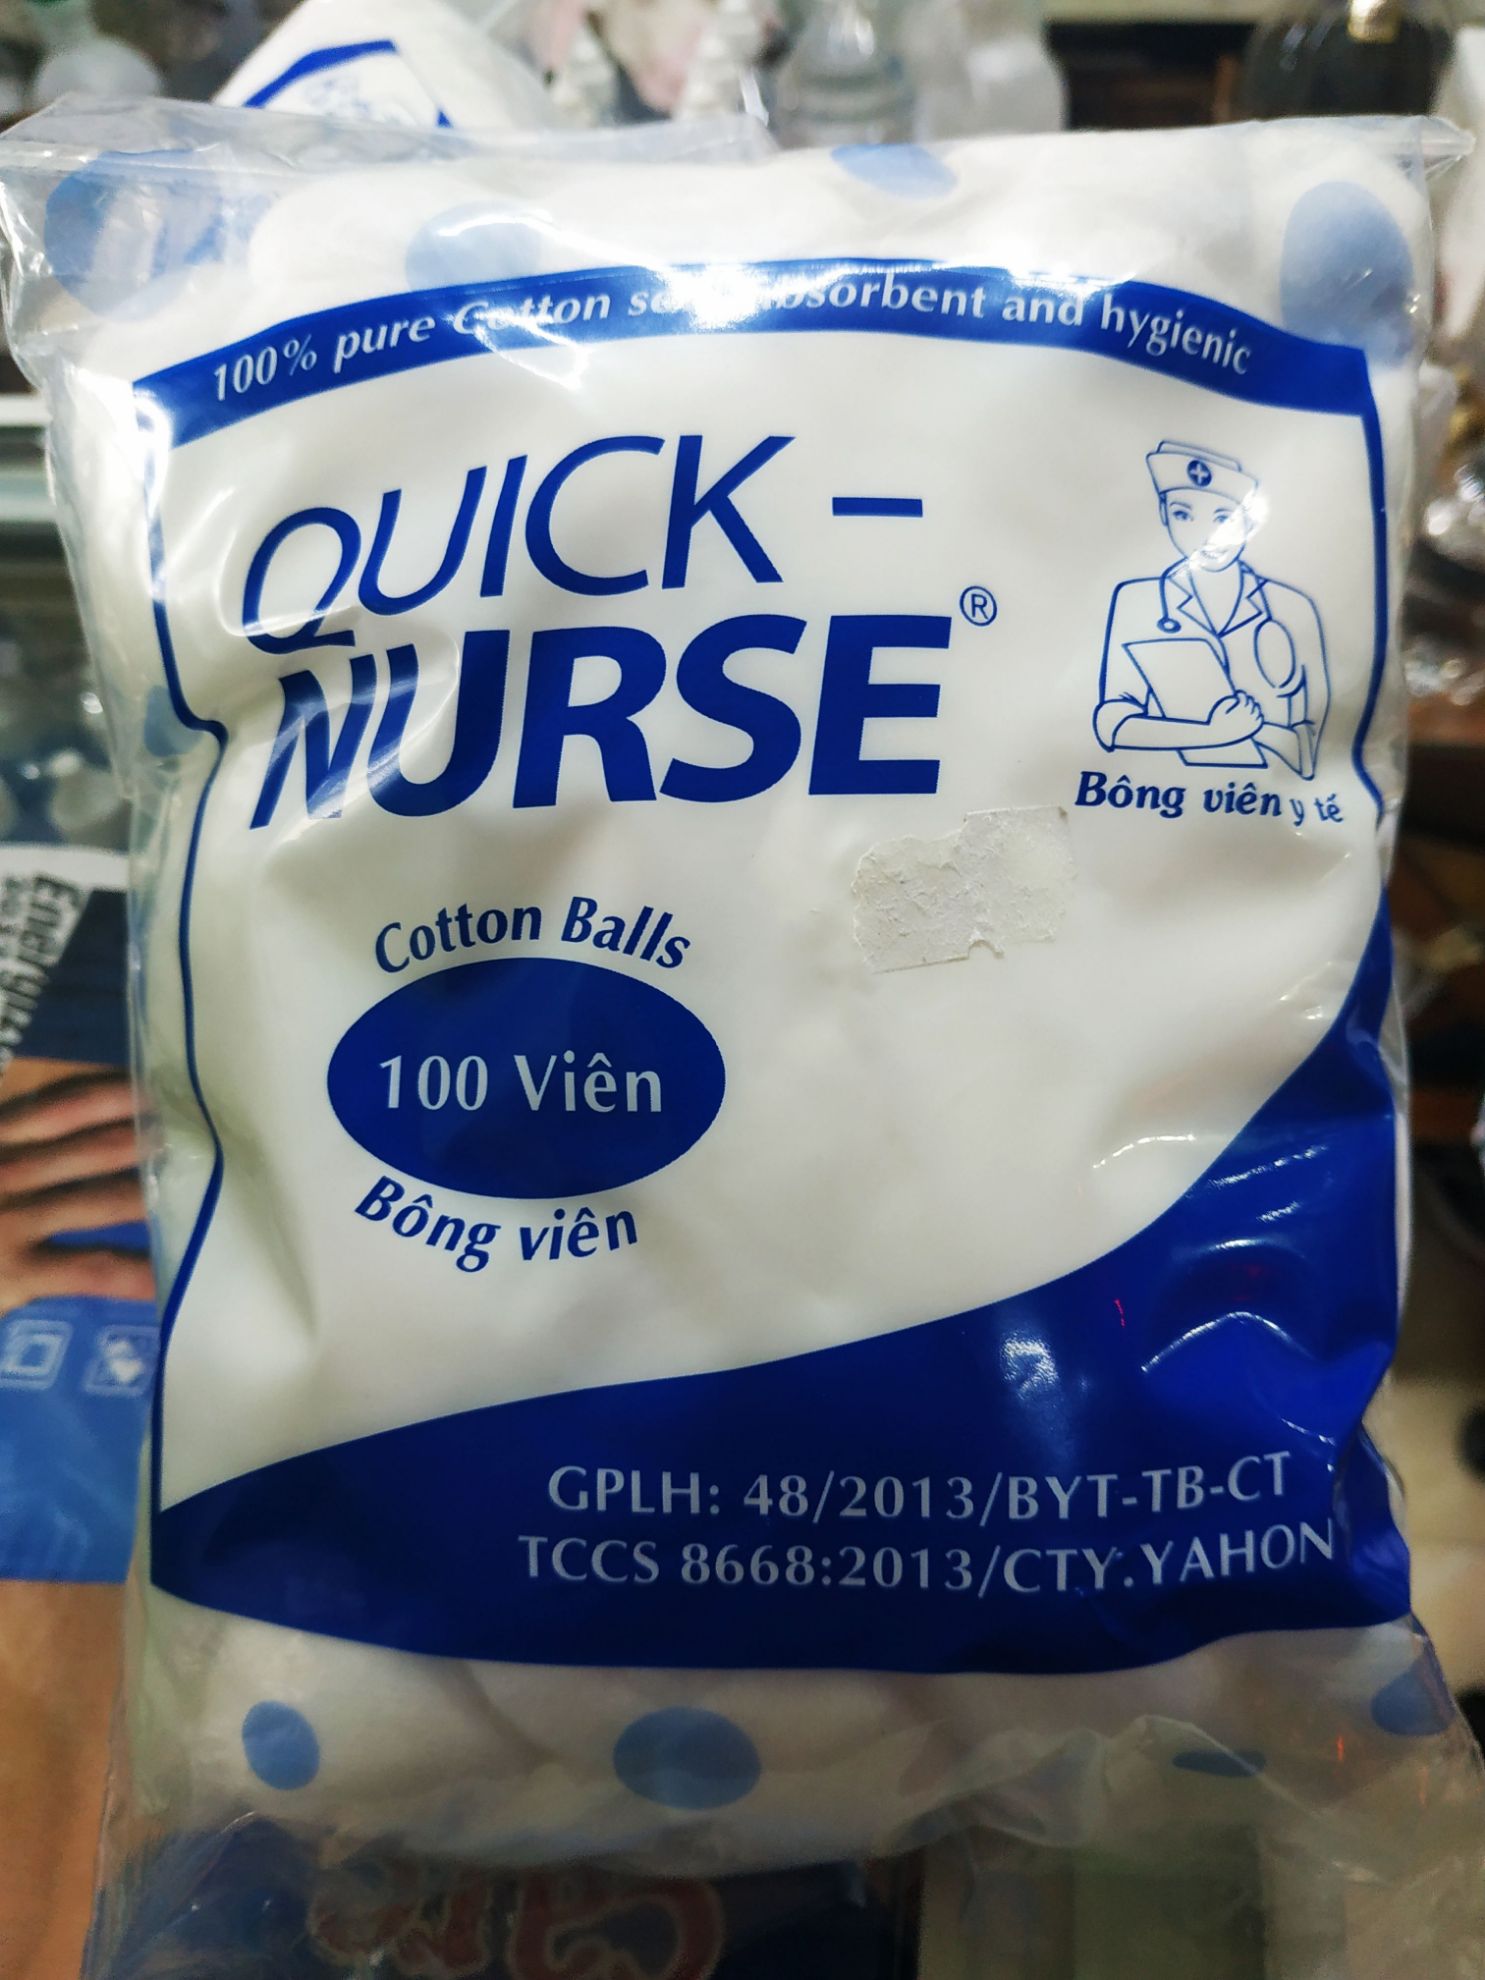 100% pure Cotton absorbent and hygienic
QUICK -
NURSE®
Bông viên y tế
Cotton Balls
100 Viên
Bông viên
GPLH: 48/2013/BYT-TB-CT
TCCS 8668:2013/CTY.YAHON